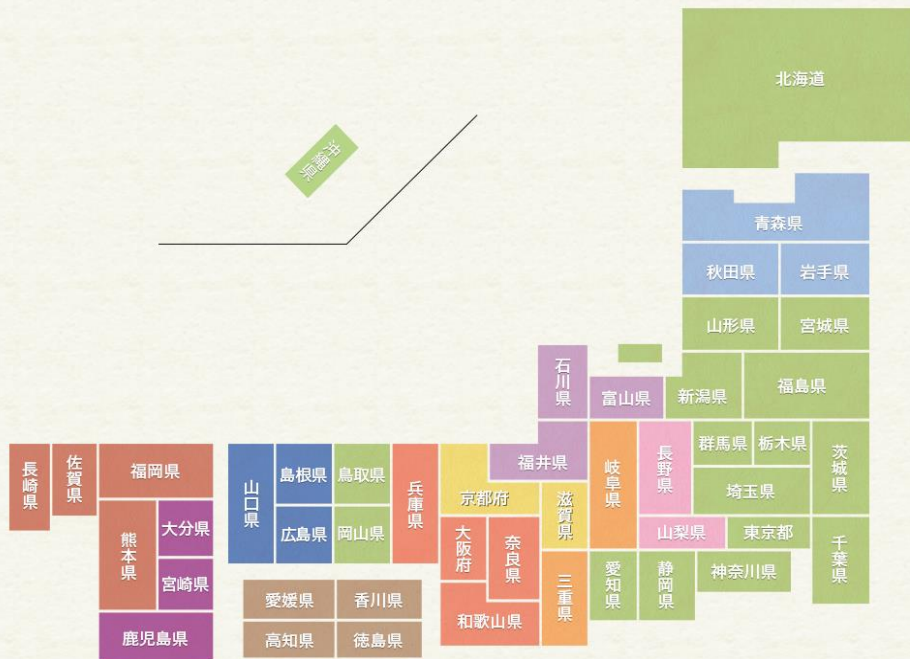 北海道
沖縄県
青森県
秋田県
岩手県
山形県
宮城県
石川県
富山県
新潟県
福島県
長崎県
佐賀県
福岡県
山口県
島根県
鳥取県
兵庫県
京都府
福井県
岐阜県
長野県
群馬県
栃木県
茨城県
埼玉県
滋賀県
熊本県
大分県
広島県
岡山県
大阪府
奈良県
山梨県
東京都
千葉県
宮崎県
愛媛県
香川県
三重県
愛知県
静岡県
神奈川県
鹿児島県
高知県
徳島県
和歌山県